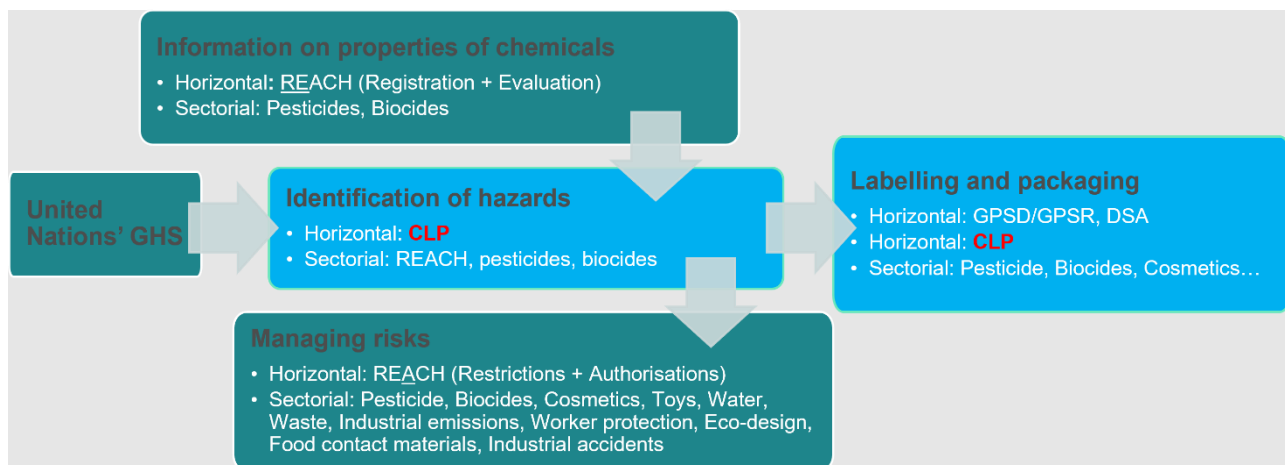 Information on properties of chemicals
• Horizontal: REACH (Registration + Evaluation)
• Sectorial: Pesticides, Biocides
United
Nations' GHS
Identification of hazards
• Horizontal: CLP
• Sectorial: REACH, pesticides, biocides
Labelling and packaging
• Horizontal: GPSD/GPSR, DSA
• Horizontal: CLP
• Sectorial: Pesticide, Biocides, Cosmetics…
Managing risks
• Horizontal: REACH (Restrictions + Authorisations)
• Sectorial: Pesticide, Biocides, Cosmetics, Toys, Water,
Waste, Industrial emissions, Worker protection, Eco-design,
Food contact materials, Industrial accidents